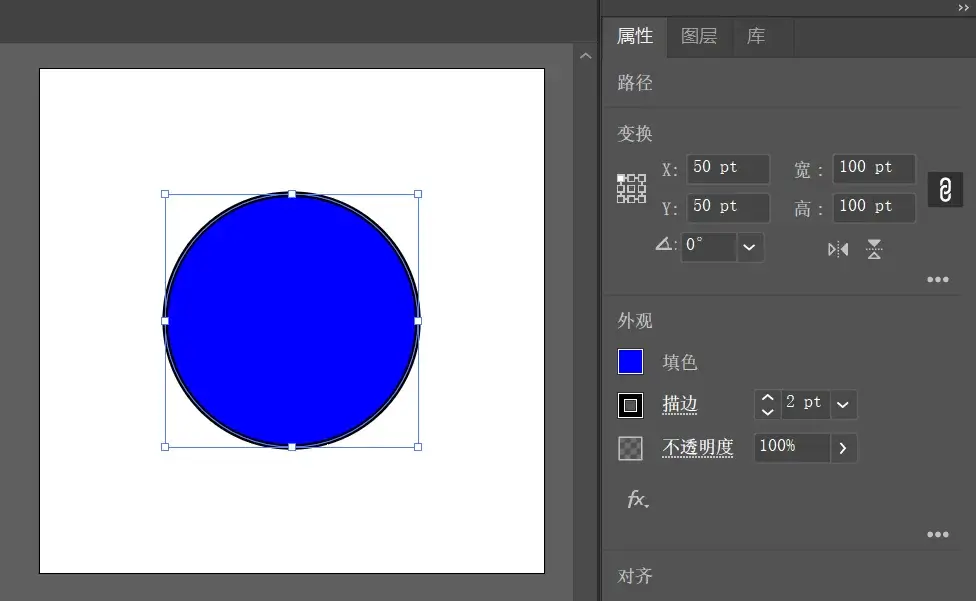 属性 图层 库
路径
变换
X: 50 pt 宽： 100 pt
Y: 50 pt 高： 100 pt
0°
外观
填色
描边 2 pt
不透明度 100%
fx.
对齐